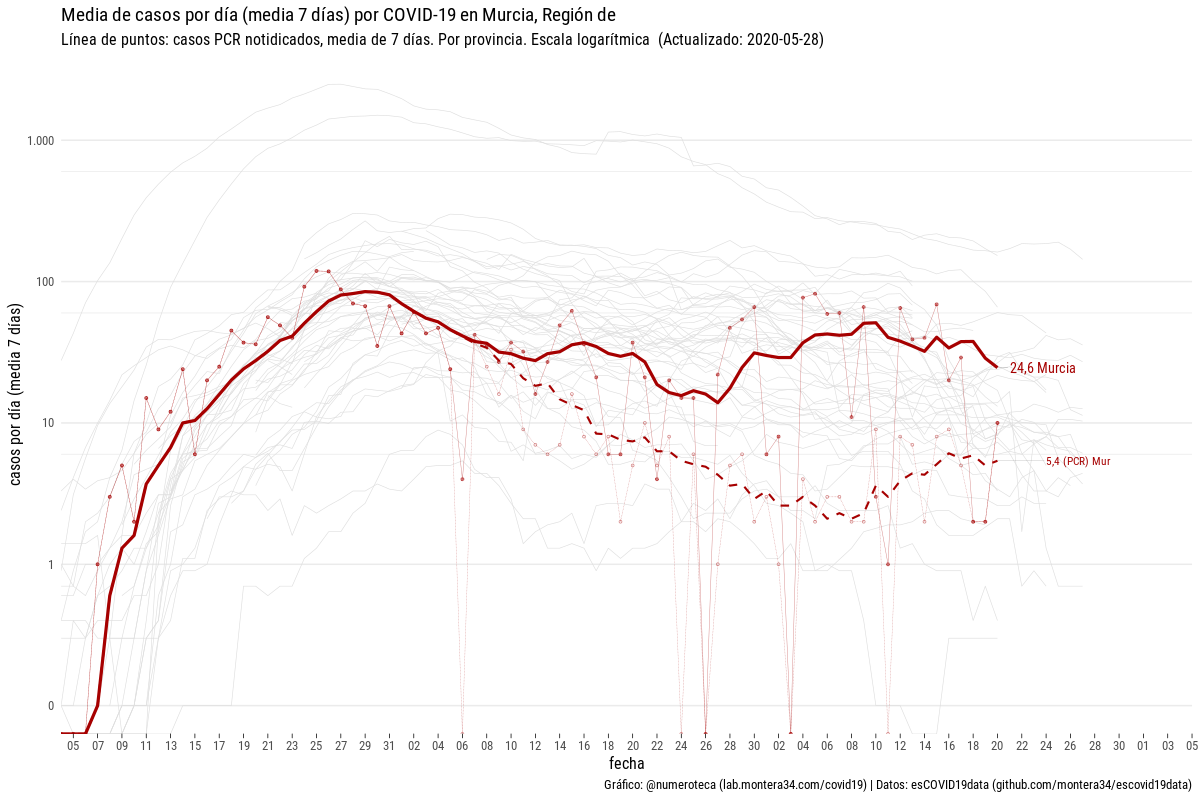 Media de casos por día (media 7 días) por COVID-19 en Murcia, Región de
Línea de puntos: casos PCR notidicados, media de 7 días. Por provincia. Escala logarítmica (Actualizado: 2020-05-28)
casos por día (media 7 días)
1.000
100
10
1
0
24,6 Murcia
5,4 (PCR) Mur
05 07 09 11 13 15 17 19 21 23 25 27 29 31 02 04 06 08 10 12 14 16 18 20 22 24 26 28 30 02 04 06 08 10 12 14 16 18 20 22 24 26 28 30 01 03 05
fecha
Gráfico: @numeroteca (lab.montera34.com/covid19) | Datos: esCOVID19data (github.com/montera34/escovid19data)